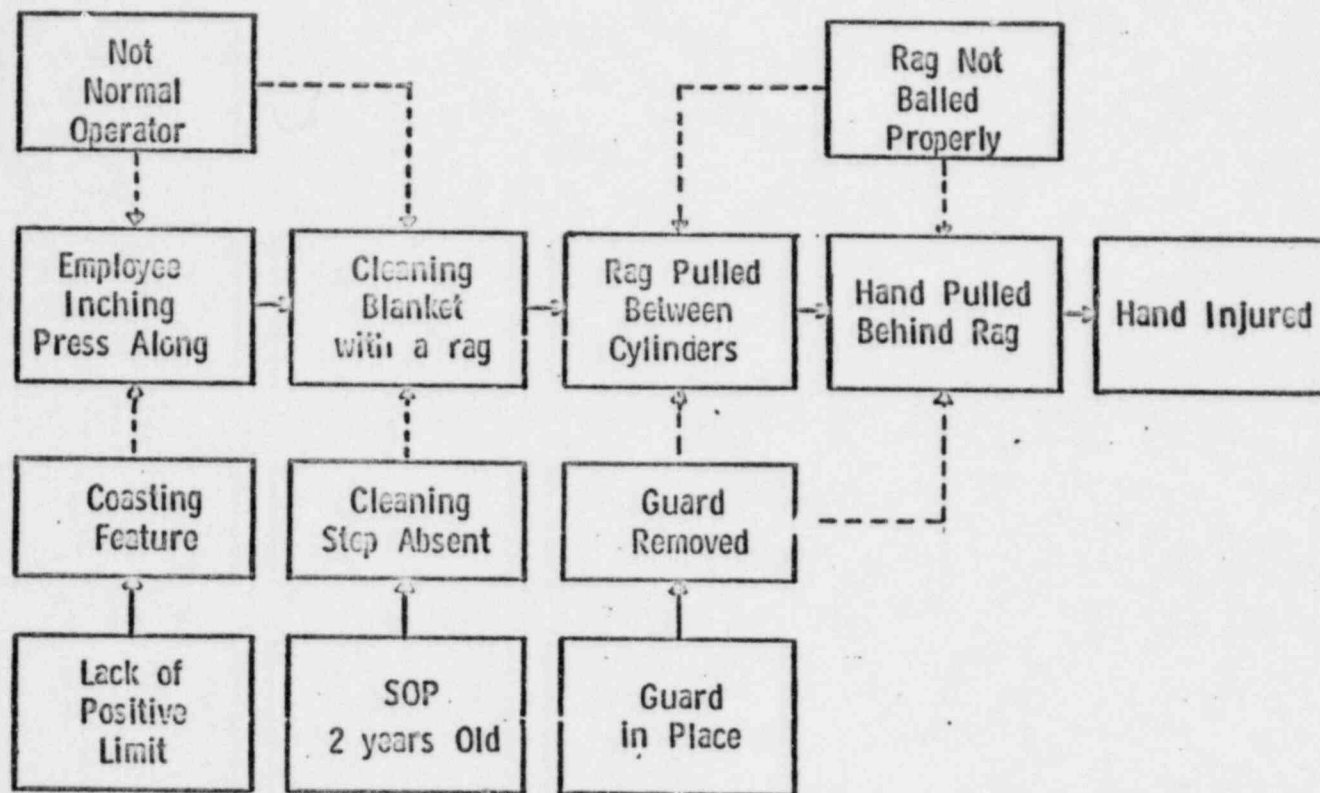 Not
Normal
Operator
Rag Not
Balled
Properly
Employee
Inching
Press Along
Cleaning
Blanket
with a rag
Rag Pulled
Between
Cylinders
Hand Pulled
Behind Rag
Hand Injured
Coasting
Feature
Cleaning
Step Absent
Guard
Removed
Lack of
Positive
Limit
SOP
2 years Old
Guard
in Place